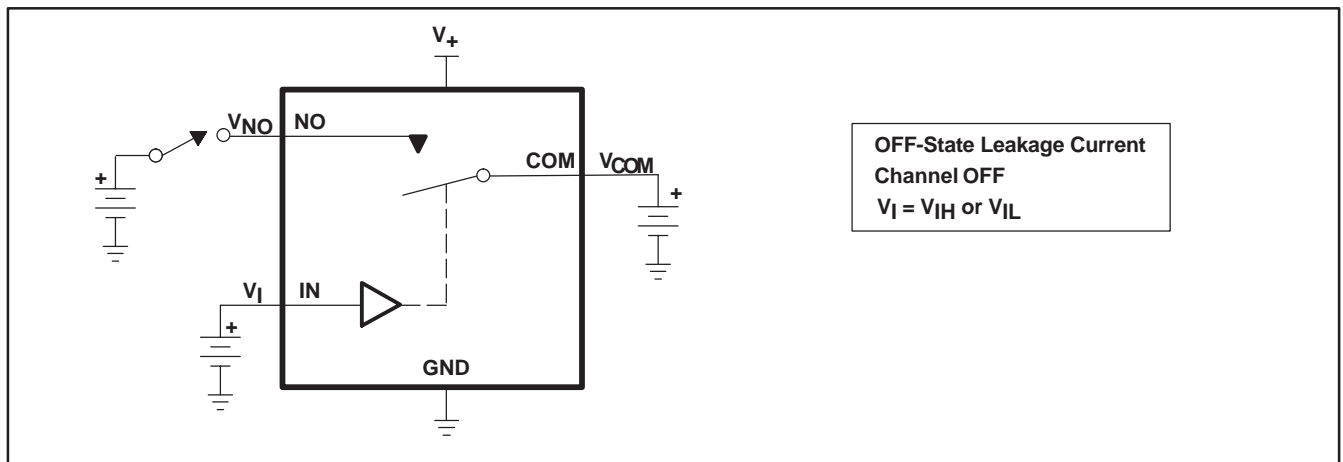 V+
VNO NO
COM VCOM
VI IN
GND
+
+
+
OFF-State Leakage Current
Channel OFF
VI = VIH or VIL